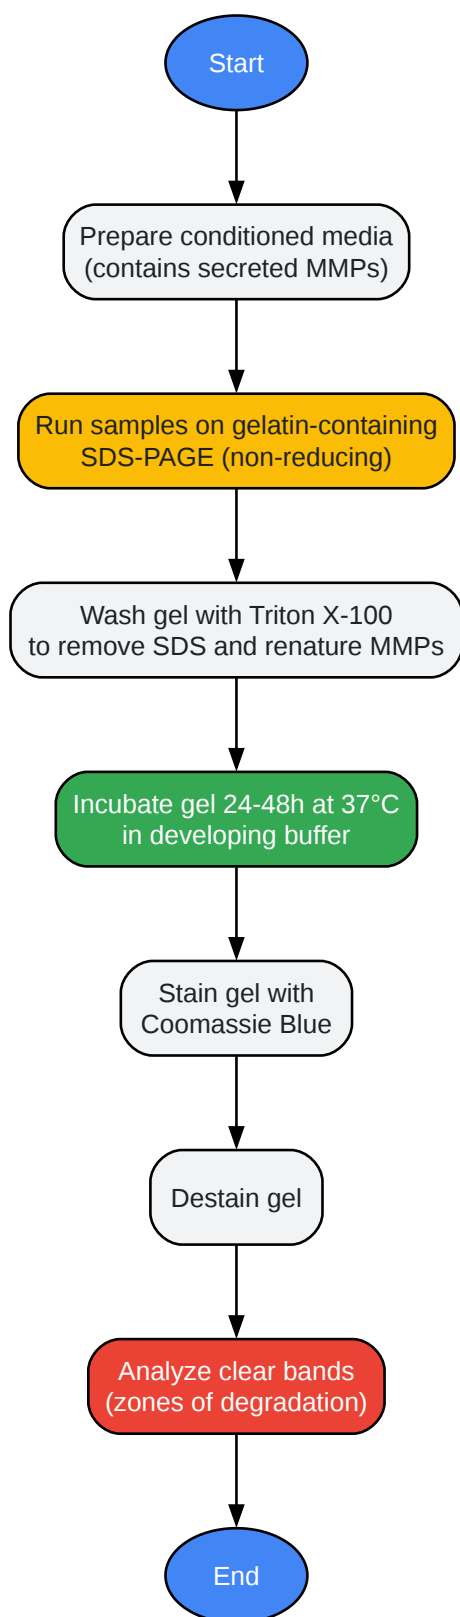 Start
Prepare conditioned media
(contains secreted MMPs)
Run samples on gelatin-containing
SDS-PAGE (non-reducing)
Wash gel with Triton X-100
to remove SDS and renature MMPs
Incubate gel 24-48h at 37°C
in developing buffer
Stain gel with
Coomassie Blue
Destain gel
Analyze clear bands
(zones of degradation)
End